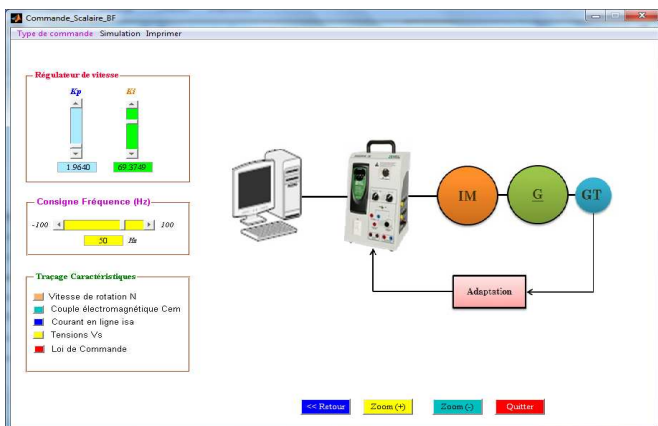 Commande_Scalaire_BF
Type de commande Simulation Imprimer
Régulateur de vitesse
Kp Ki
1.9640 69.3749
Consigne Fréquence (Hz)
-100 100
50 Hz
Traçage Caractéristiques
Vitesse de rotation N
Couple électromagnétique Cem
Courant en ligne isa
Tensions Vs
Loi de Commande
IM G GT
Adaptation
<< Retour Zoom (+) Zoom (-) Quitter